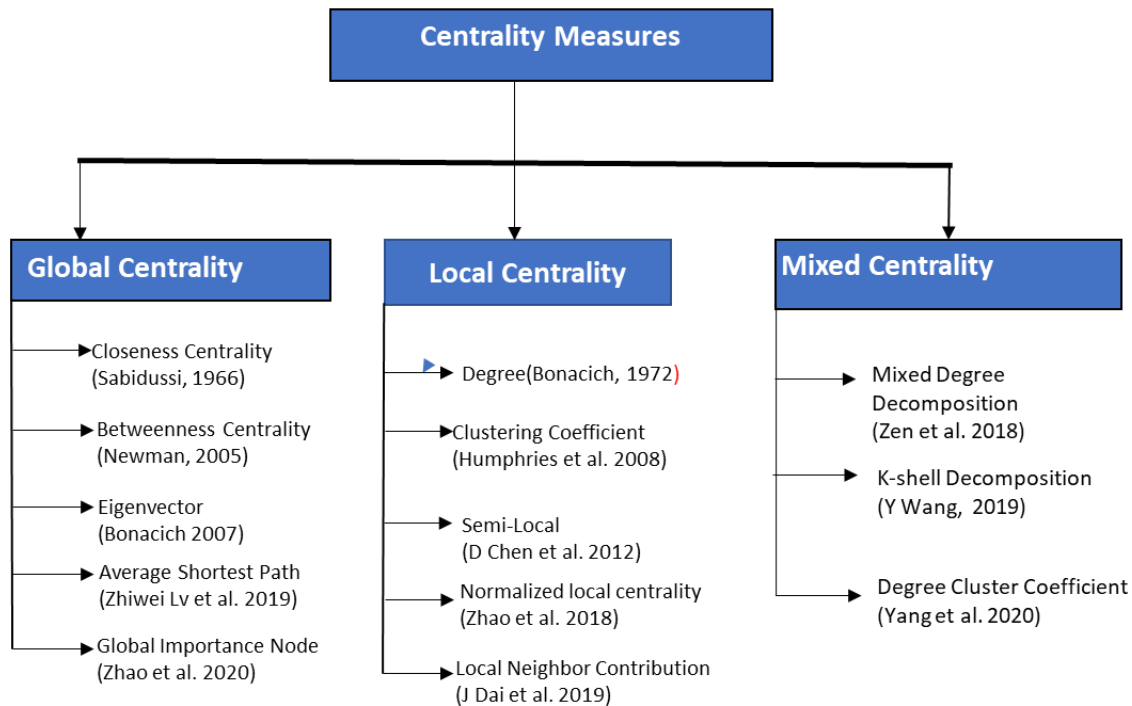 Centrality Measures
Global Centrality
Closeness Centrality
(Sabidussi, 1966)
Betweenness Centrality
(Newman, 2005)
Eigenvector
(Bonacich 2007)
Average Shortest Path
(Zhiwei Lv et al. 2019)
Global Importance Node
(Zhao et al. 2020)
Local Centrality
Degree(Bonacich, 1972)
Clustering Coefficient
(Humphries et al. 2008)
Semi-Local
(D Chen et al. 2012)
Normalized local centrality
(Zhao et al. 2018)
Local Neighbor Contribution
(J Dai et al. 2019)
Mixed Centrality
Mixed Degree
Decomposition
(Zen et al. 2018)
K-shell Decomposition
(Y Wang, 2019)
Degree Cluster Coefficient
(Yang et al. 2020)